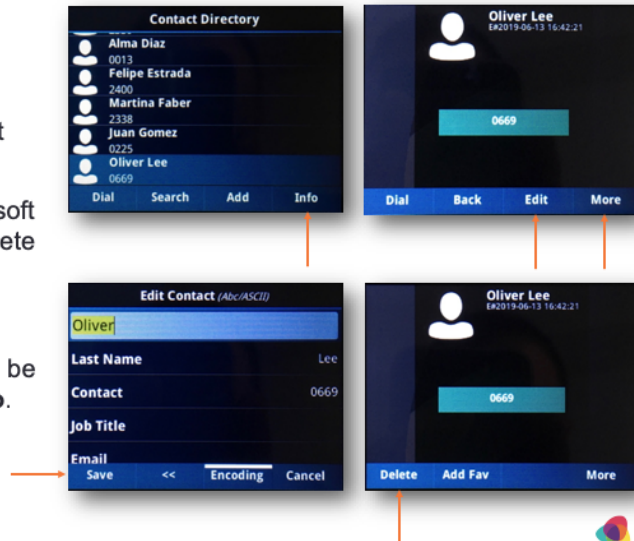 t
soft
ete
be
o.
Contact Directory
Alma Diaz
0013
Felipe Estrada
2400
Martina Faber
2338
Juan Gomez
0225
Oliver Lee
0669
Dial Search Add Info
Oliver Lee
E#2019-06-13 16:42:21
0669
Dial Back Edit More
Edit Contact (Abc/ASCII)
Oliver
Last Name Lee
Contact 0669
Job Title
Email
Save << Encoding Cancel
Oliver Lee
E#2019-06-13 16:42:21
0669
Delete Add Fav More